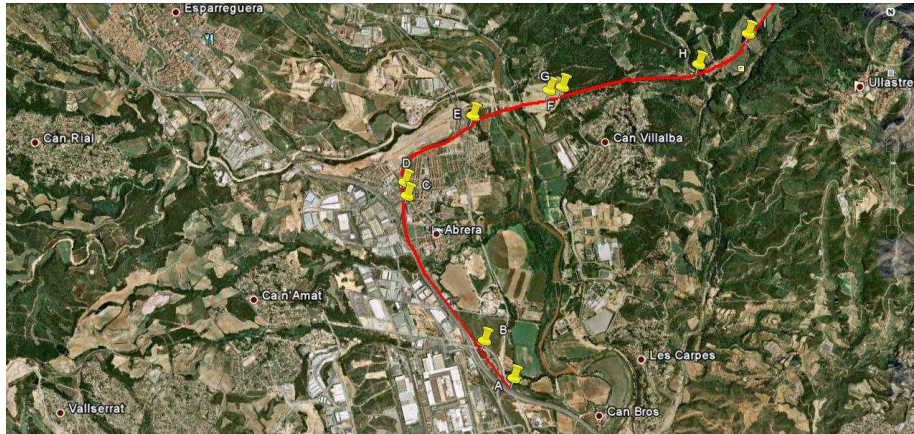 Esparreguera
N
H
G
Ullastre
E
F
Can Rial
Can Villalba
D
C
Abrera
Ca n'Amat
B
Les Carpes
A
Vallserrat
Can Bros